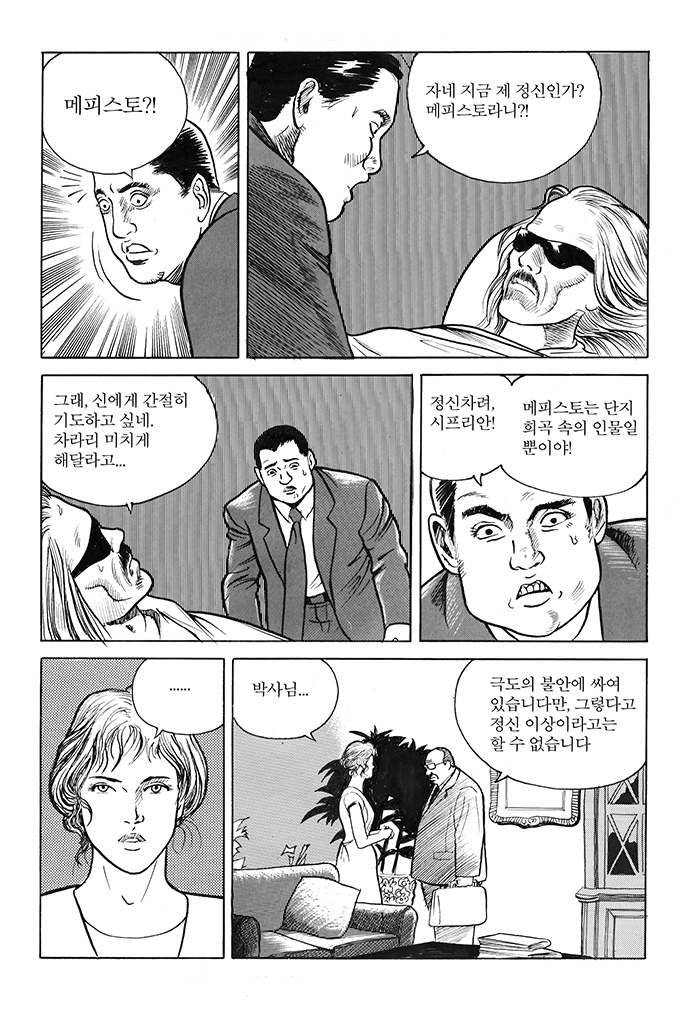 메피스토?!
자네 지금 제 정신인가?
메피스토라니?!
그래, 신에게 간절히
기도하고 싶네.
차라리 미치게
해달라고...
정신차려,
시프리안!
메피스토는 단지
희곡 속의 인물일
뿐이야!
......
박사님...
극도의 불안에 싸여
있습니다만, 그렇다고
정신 이상이라고는
할 수 없습니다